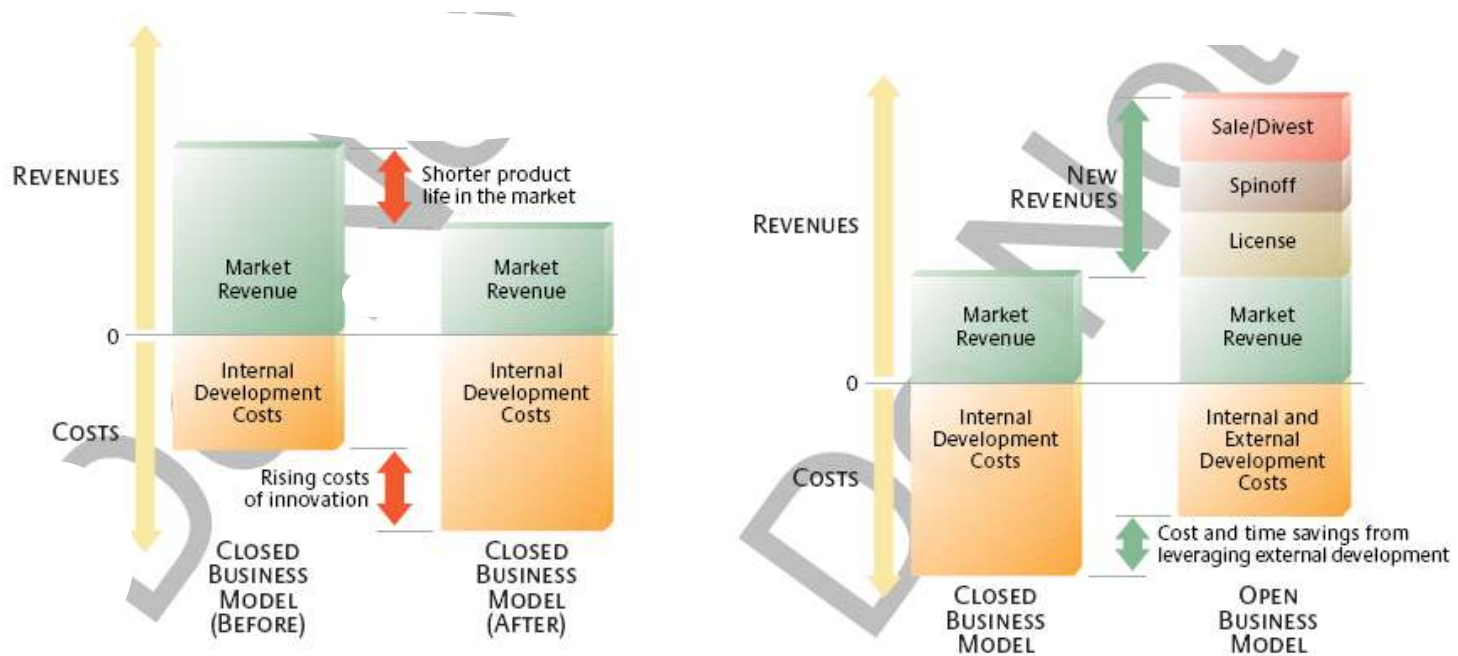 REVENUES
Shorter product
life in the market
Market
Revenue
Market
Revenue
0
Internal
Development
Costs
Internal
Development
Costs
COSTS
Rising costs
of innovation
CLOSED
BUSINESS
MODEL
(BEFORE)
CLOSED
BUSINESS
MODEL
(AFTER)
REVENUES
NEW
REVENUES
Sale/Divest
Spinoff
License
Market
Revenue
Market
Revenue
0
Internal
Development
Costs
Internal and
External
Development
Costs
COSTS
Cost and time savings from
leveraging external development
CLOSED
BUSINESS
MODEL
OPEN
BUSINESS
MODEL